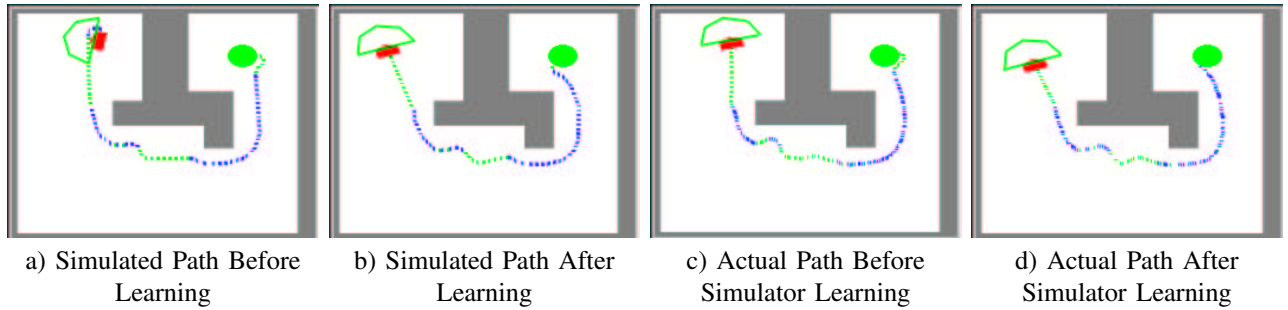 a) Simulated Path Before
Learning
b) Simulated Path After
Learning
c) Actual Path Before
Simulator Learning
d) Actual Path After
Simulator Learning